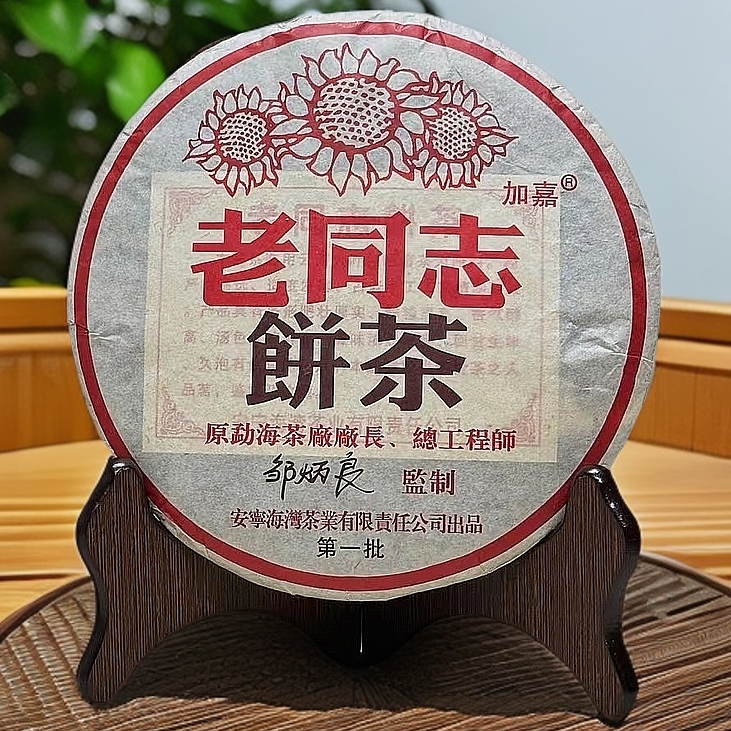 加嘉®
老同志
餅茶
原勐海茶廠廠長、總工程師
邹炳良 監制
安寧海灣茶業有限責任公司出品
第一批